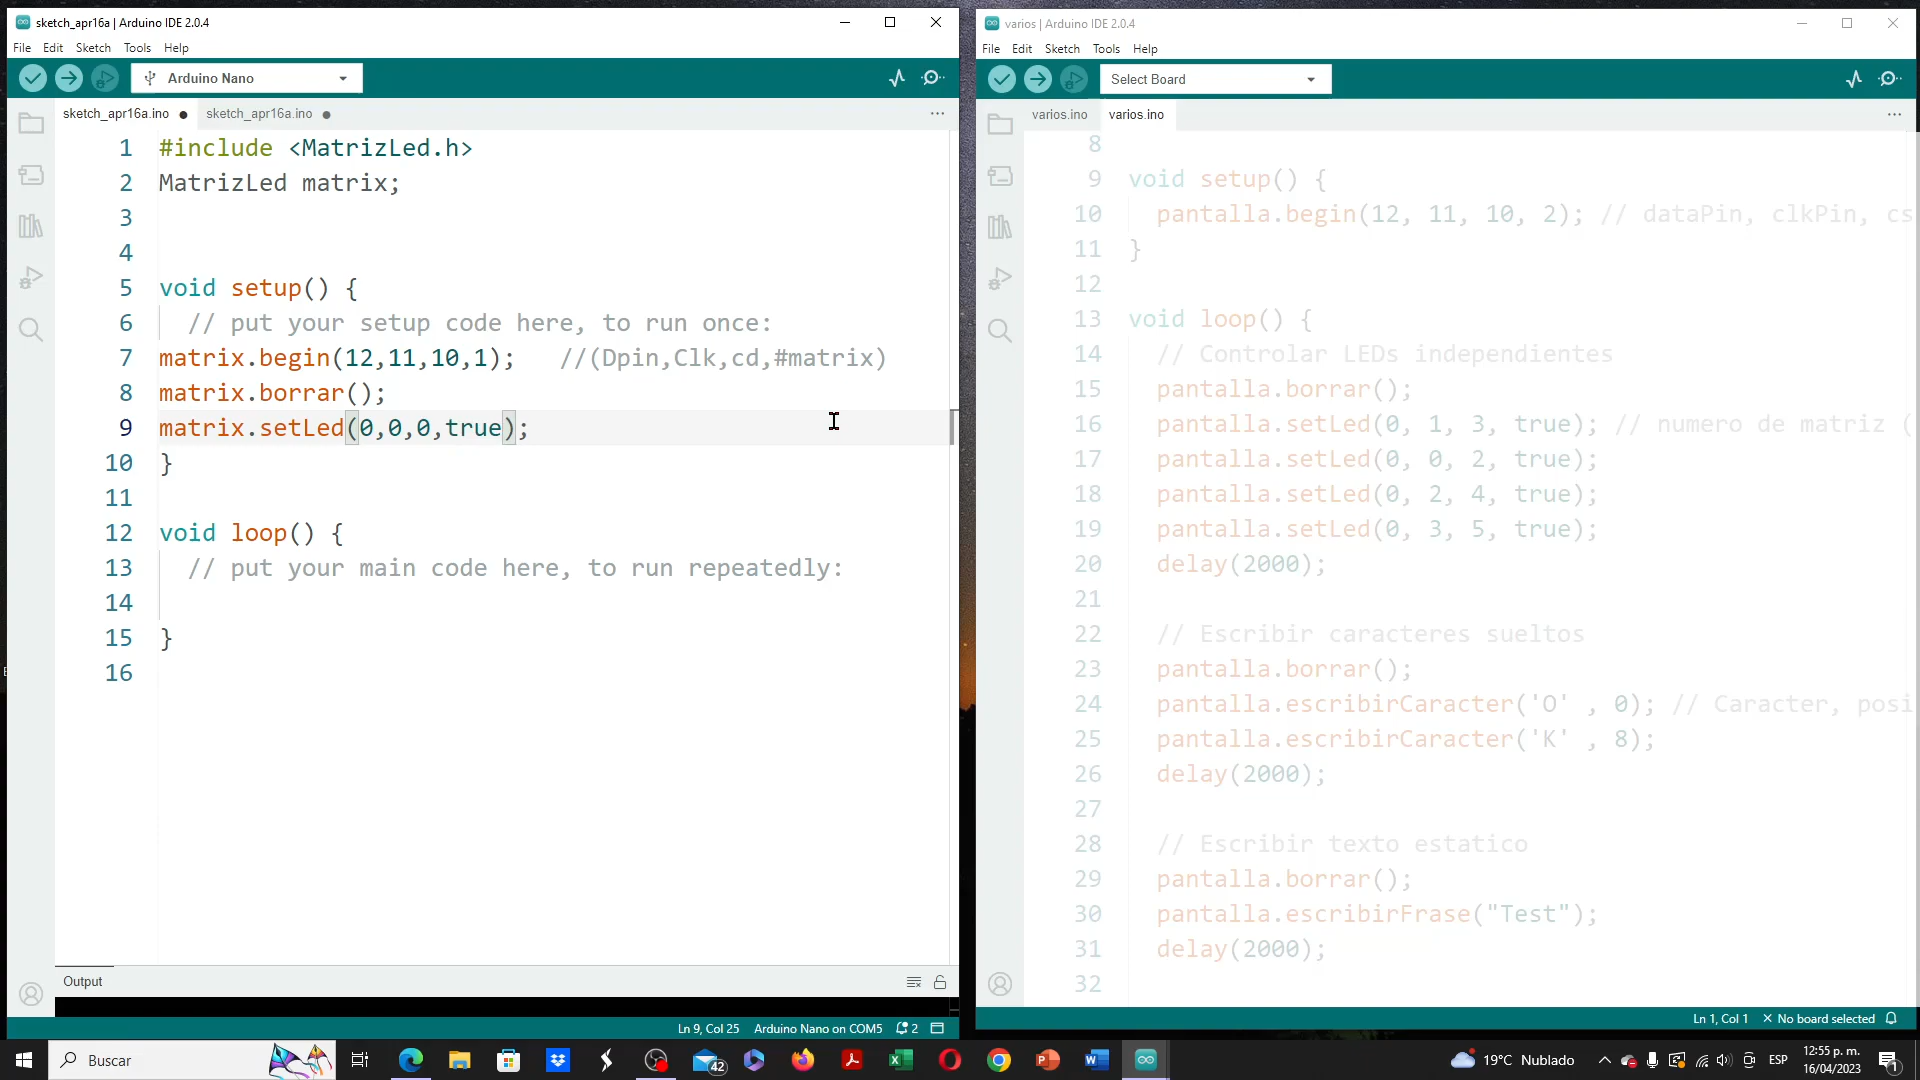 sketch_apr16a | Arduino IDE 2.0.4
File Edit Sketch Tools Help
Arduino Nano
sketch_apr16a.ino
sketch_apr16a.ino
1 #include <MatrizLed.h>
2 MatrizLed matrix;
3
4
5 void setup() {
6 // put your setup code here, to run once:
7 matrix.begin(12,11,10,1); //(Dpin,Clk,cd,#matrix)
8 matrix.borrar();
9 matrix.setLed(0,0,0,true);
10 }
11
12 void loop() {
13 // put your main code here, to run repeatedly:
14
15 }
16
Output
Ln 9, Col 25 Arduino Nano on COM5 2
varios | Arduino IDE 2.0.4
File Edit Sketch Tools Help
Select Board
varios.ino
varios.ino
8
9 void setup() {
10 pantalla.begin(12, 11, 10, 2); // dataPin, clkPin, cs
11 }
12
13 void loop() {
14 // Controlar LEDs independientes
15 pantalla.borrar();
16 pantalla.setLed(0, 1, 3, true); // numero de matriz (
17 pantalla.setLed(0, 0, 2, true);
18 pantalla.setLed(0, 2, 4, true);
19 pantalla.setLed(0, 3, 5, true);
20 delay(2000);
21
22 // Escribir caracteres sueltos
23 pantalla.borrar();
24 pantalla.escribirCaracter('O' , 0); // Caracter, posi
25 pantalla.escribirCaracter('K' , 8);
26 delay(2000);
27
28 // Escribir texto estatico
29 pantalla.borrar();
30 pantalla.escribirFrase("Test");
31 delay(2000);
32
Ln 1, Col 1 No board selected
Buscar
42
19°C Nublado
ESP
12:55 p. m.
16/04/2023
1